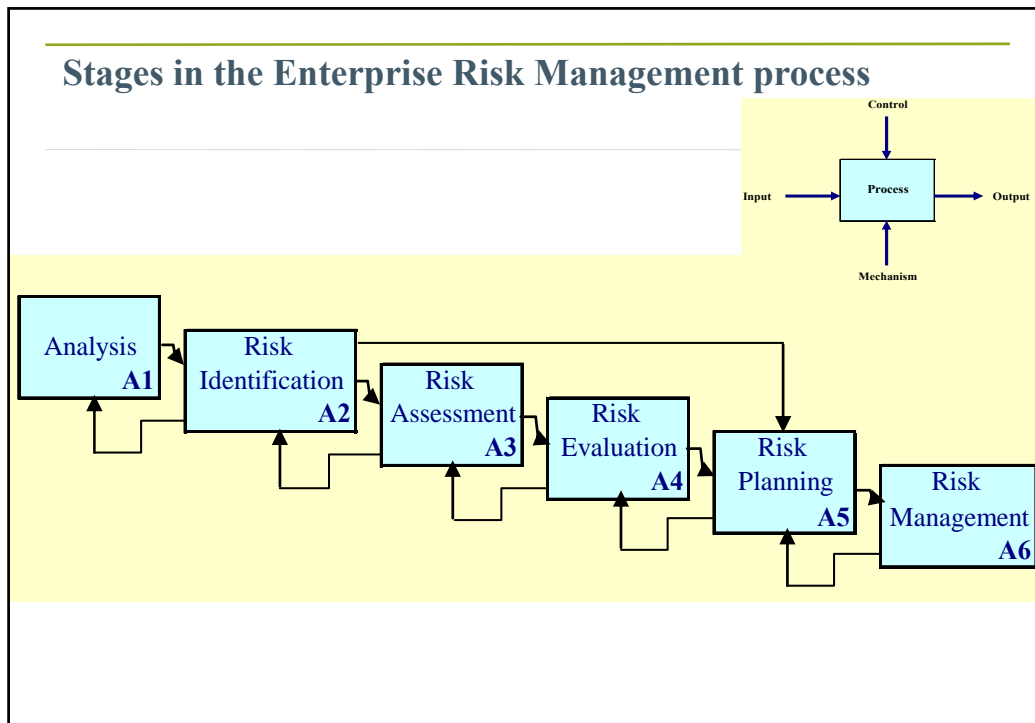 Stages in the Enterprise Risk Management process
Control
Input
Process
Output
Mechanism
Analysis
A1
Risk
Identification
A2
Risk
Assessment
A3
Risk
Evaluation
A4
Risk
Planning
A5
Risk
Management
A6